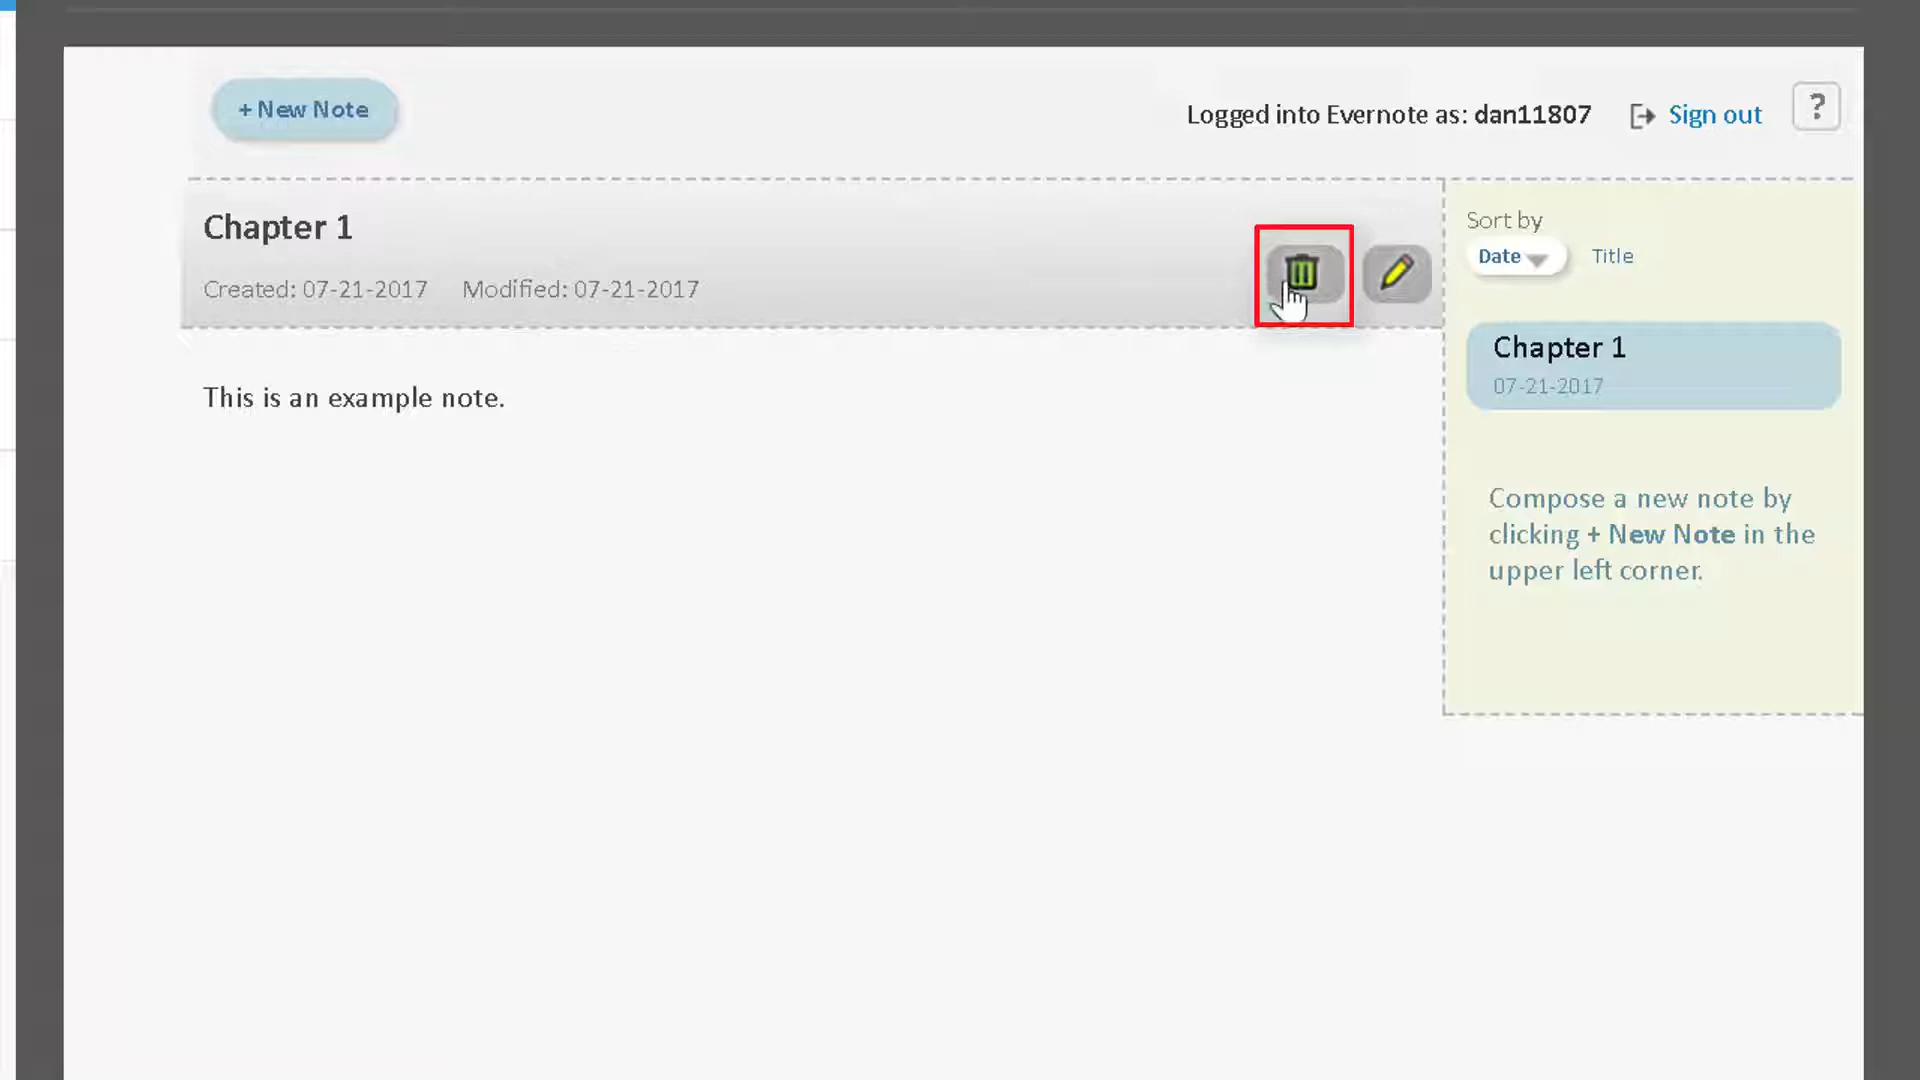 + New Note
Logged into Evernote as: dan11807
Sign out
?
Chapter 1
Created: 07-21-2017 Modified: 07-21-2017
This is an example note.
Sort by
Date Title
Chapter 1
07-21-2017
Compose a new note by
clicking + New Note in the
upper left corner.